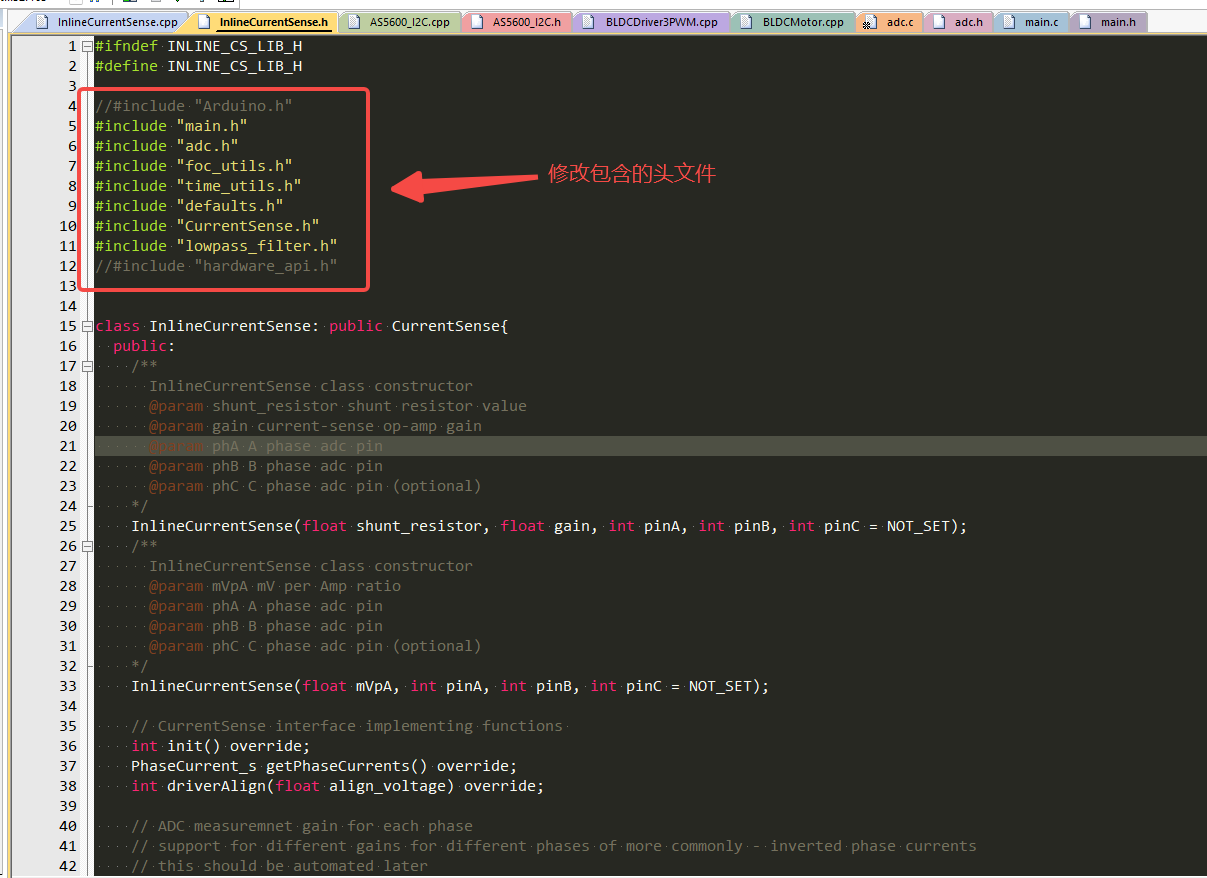 InlineCurrentSense.cpp InlineCurrentSense.h AS5600_I2C.cpp AS5600_I2C.h BLDCDriver3PWM.cpp BLDCMotor.cpp adc.c adc.h main.c main.h
1 #ifndef INLINE_CS_LIB_H
2 #define INLINE_CS_LIB_H
3
4 //#include "Arduino.h"
5 #include "main.h"
6 #include "adc.h"
7 #include "foc_utils.h"
修改包含的头文件
8 #include "time_utils.h"
9 #include "defaults.h"
10 #include "CurrentSense.h"
11 #include "lowpass_filter.h"
12 //#include "hardware_api.h"
13
14
15 class InlineCurrentSense: public CurrentSense{
16 public:
17 /**
18 InlineCurrentSense class constructor
19 @param shunt_resistor shunt resistor value
20 @param gain current-sense op-amp gain
21 @param phA A phase adc pin
22 @param phB B phase adc pin
23 @param phC C phase adc pin (optional)
24 */
25 InlineCurrentSense(float shunt_resistor, float gain, int pinA, int pinB, int pinC = NOT_SET);
26 /**
27 InlineCurrentSense class constructor
28 @param mVpA mV per Amp ratio
29 @param phA A phase adc pin
30 @param phB B phase adc pin
31 @param phC C phase adc pin (optional)
32 */
33 InlineCurrentSense(float mVpA, int pinA, int pinB, int pinC = NOT_SET);
34
35 // CurrentSense interface implementing functions
36 int init() override;
37 PhaseCurrent_s getPhaseCurrents() override;
38 int driverAlign(float align_voltage) override;
39
40 // ADC measuremnet gain for each phase
41 // support for different gains for different phases of more commonly - inverted phase currents
42 // this should be automated later